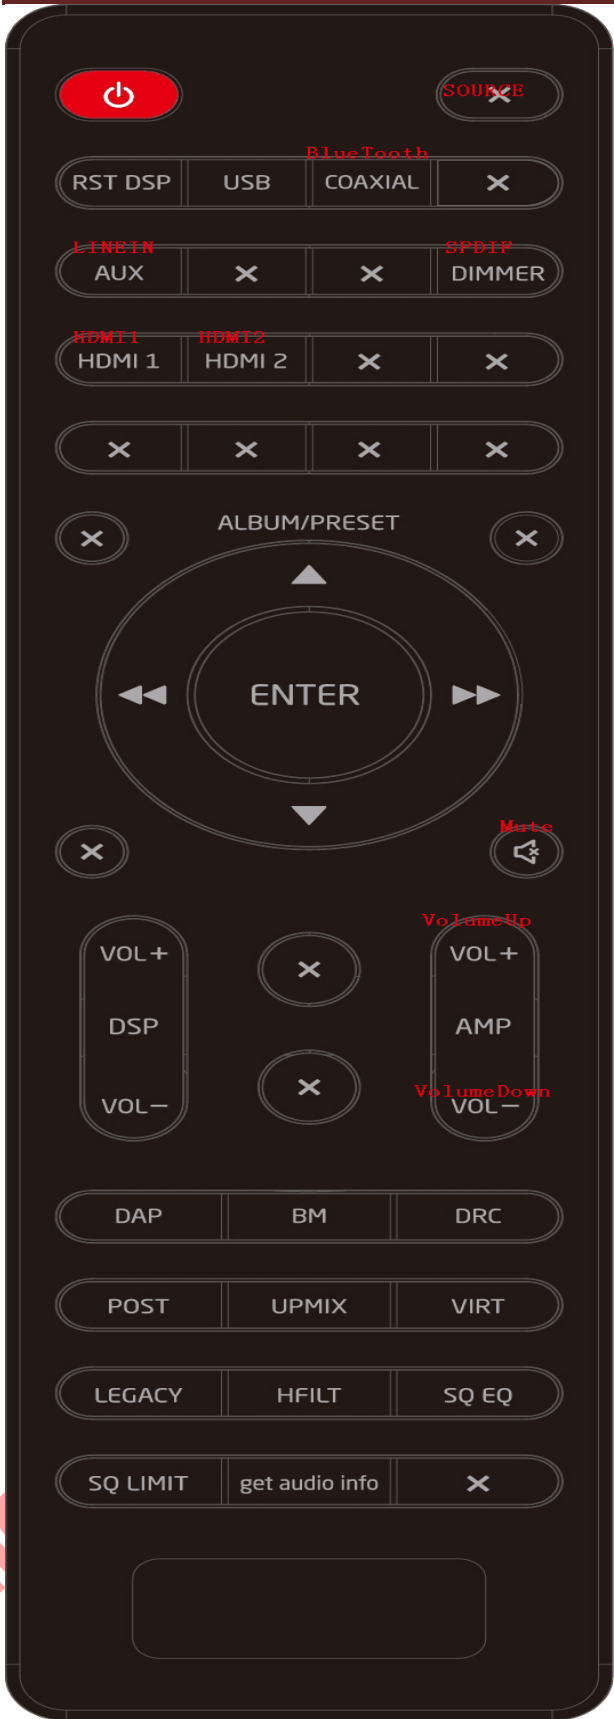 SOURCE
BlueTooth
RST DSP USB COAXIAL
LINEIN SPDIF
AUX DIMMER
HDMI1 HDMI2
HDMI 1 HDMI 2
ALBUM/PRESET
ENTER
Mute
VolumeUp
VOL+ VOL+
DSP AMP
VolumeDown
VOL− VOL−
DAP BM DRC
POST UPMIX VIRT
LEGACY HFILT SQ EQ
SQ LIMIT get audio info